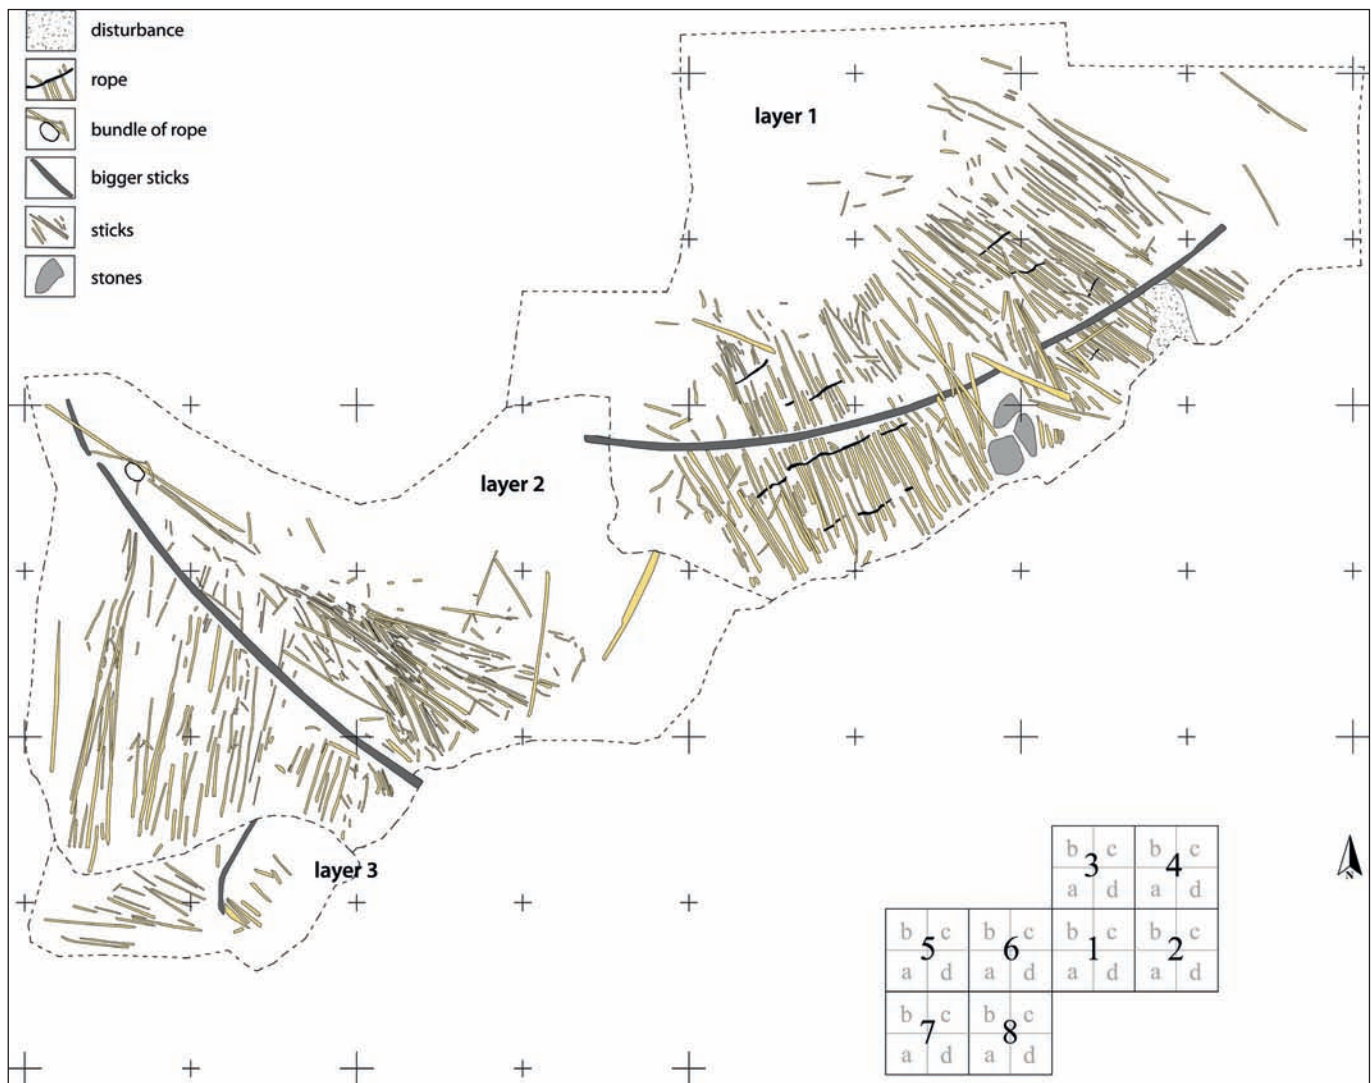 disturbance
rope
bundle of rope
bigger sticks
sticks
stones
layer 1
layer 2
layer 3
b c b c
3 4
a d a d
b c b c b c b c
5 6 1 2
a d a d a d a d
b c b c
7 8
a d a d
N